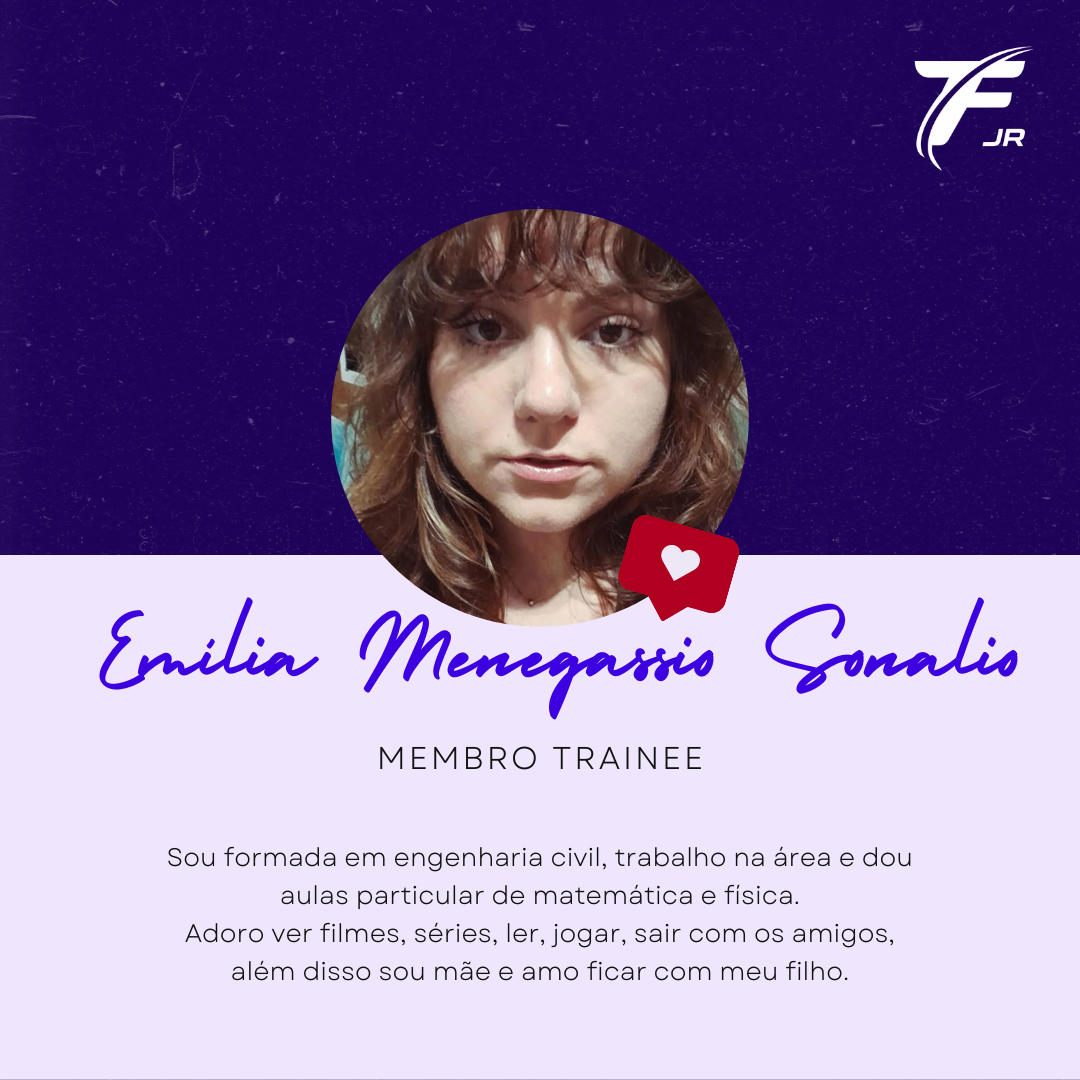 TF JR
Emília Menegassio Sonalio
MEMBRO TRAINEE
Sou formada em engenharia civil, trabalho na área e dou
aulas particular de matemática e física.
Adoro ver filmes, séries, ler, jogar, sair com os amigos,
além disso sou mãe e amo ficar com meu filho.